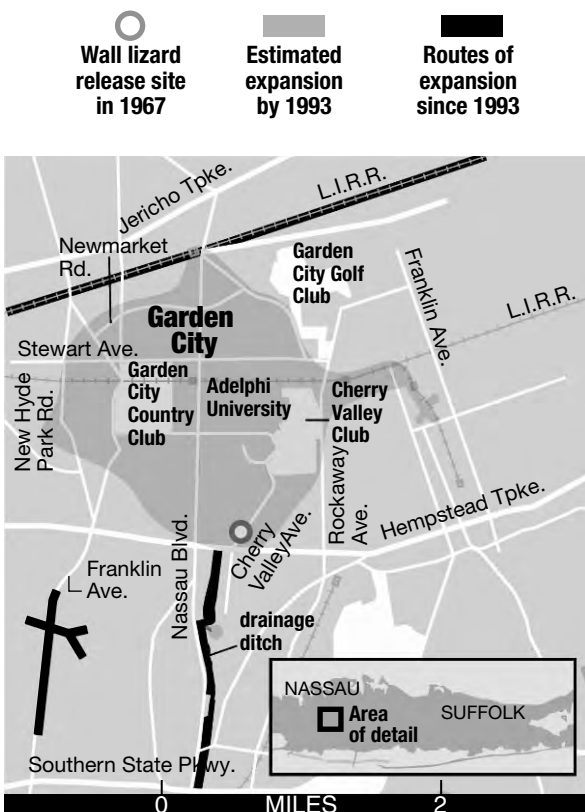 Wall lizard
release site
in 1967
Estimated
expansion
by 1993
Routes of
expansion
since 1993
Jericho Tpke.
L.I.R.R.
Newmarket
Rd.
Garden
City Golf
Club
Franklin Ave.
L.I.R.R.
Garden
City
Stewart Ave.
New Hyde
Park Rd.
Garden
City
Country
Club
Adelphi
University
Cherry
Valley
Club
Rockaway
Ave.
Hempstead Tpke.
Nassau Blvd.
Cherry
ValleyAve.
Franklin
Ave.
drainage
ditch
NASSAU
SUFFOLK
Area
of detail
Southern State Pkwy.
0 MILES 2